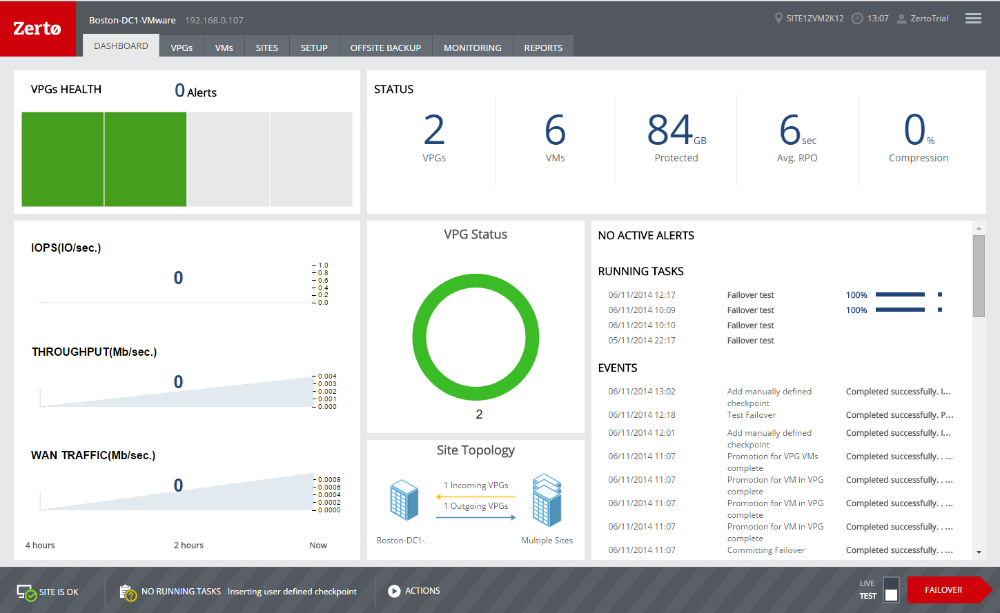 Zerto
Boston-DC1-VMware 192.168.0.107
SITE1ZVM2K12 13:07 ZertoTrial
DASHBOARD VPGs VMs SITES SETUP OFFSITE BACKUP MONITORING REPORTS
VPGs HEALTH 0 Alerts
STATUS
2 6 84 GB 6 sec 0 %
VPGs VMs Protected Avg. RPO Compression
IOPS(IO/sec.)
0
1.0
0.8
0.6
0.4
0.2
0.0
THROUGHPUT(Mb/sec.)
0
0.004
0.003
0.002
0.001
0.000
WAN TRAFFIC(Mb/sec.)
0
0.0008
0.0006
0.0004
0.0002
0.0000
4 hours 2 hours Now
VPG Status
2
Site Topology
1 Incoming VPGs
1 Outgoing VPGs
Boston-DC1-... Multiple Sites
NO ACTIVE ALERTS
RUNNING TASKS
06/11/2014 12:17 Failover test 100%
06/11/2014 10:09 Failover test 100%
06/11/2014 10:10 Failover test
05/11/2014 22:17 Failover test
EVENTS
06/11/2014 13:02 Add manually defined Completed successfully. I...
checkpoint
06/11/2014 12:18 Test Failover Completed successfully. P...
06/11/2014 12:01 Add manually defined Completed successfully. I...
checkpoint
06/11/2014 11:07 Promotion for VPG VMs Completed successfully. . ...
complete
06/11/2014 11:07 Promotion for VM in VPG Completed successfully. . ...
complete
06/11/2014 11:07 Promotion for VM in VPG Completed successfully. . ...
complete
06/11/2014 11:07 Promotion for VM in VPG Completed successfully. . ...
complete
06/11/2014 11:07 Committing Failover Completed successfully. . ...
SITE IS OK NO RUNNING TASKS Inserting user defined checkpoint ACTIONS
LIVE
TEST
FAILOVER